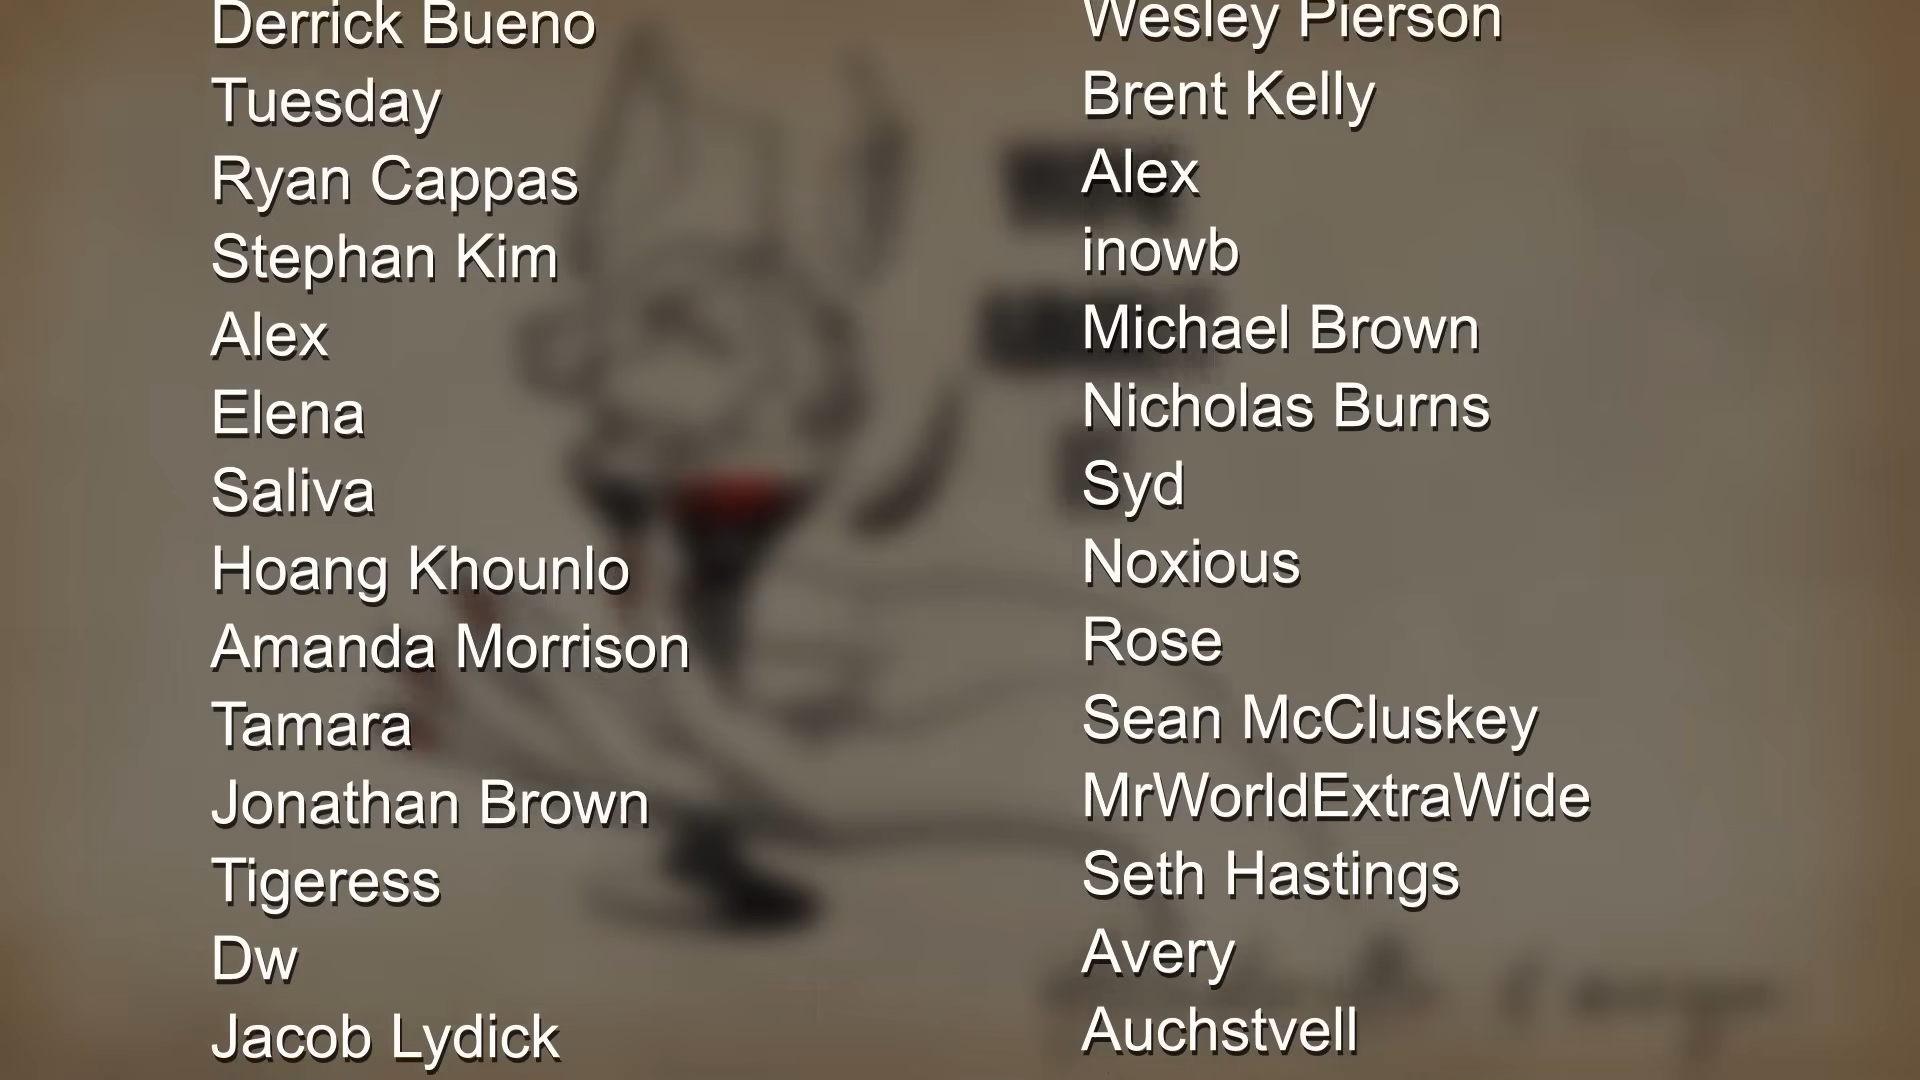 Derrick Bueno
Tuesday
Ryan Cappas
Stephan Kim
Alex
Elena
Saliva
Hoang Khounlo
Amanda Morrison
Tamara
Jonathan Brown
Tigeress
Dw
Jacob Lydick
Wesley Pierson
Brent Kelly
Alex
inowb
Michael Brown
Nicholas Burns
Syd
Noxious
Rose
Sean McCluskey
MrWorldExtraWide
Seth Hastings
Avery
Auchstvell